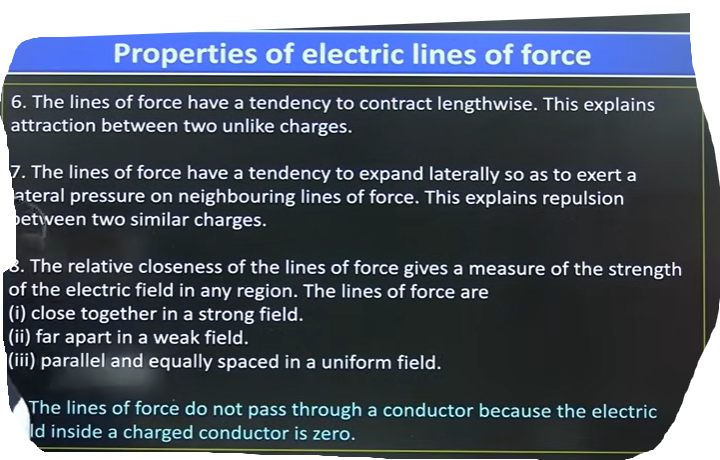 Properties of electric lines of force
6. The lines of force have a tendency to contract lengthwise. This explains
attraction between two unlike charges.
7. The lines of force have a tendency to expand laterally so as to exert a
lateral pressure on neighbouring lines of force. This explains repulsion
between two similar charges.
8. The relative closeness of the lines of force gives a measure of the strength
of the electric field in any region. The lines of force are
(i) close together in a strong field.
(ii) far apart in a weak field.
(iii) parallel and equally spaced in a uniform field.
The lines of force do not pass through a conductor because the electric
ld inside a charged conductor is zero.